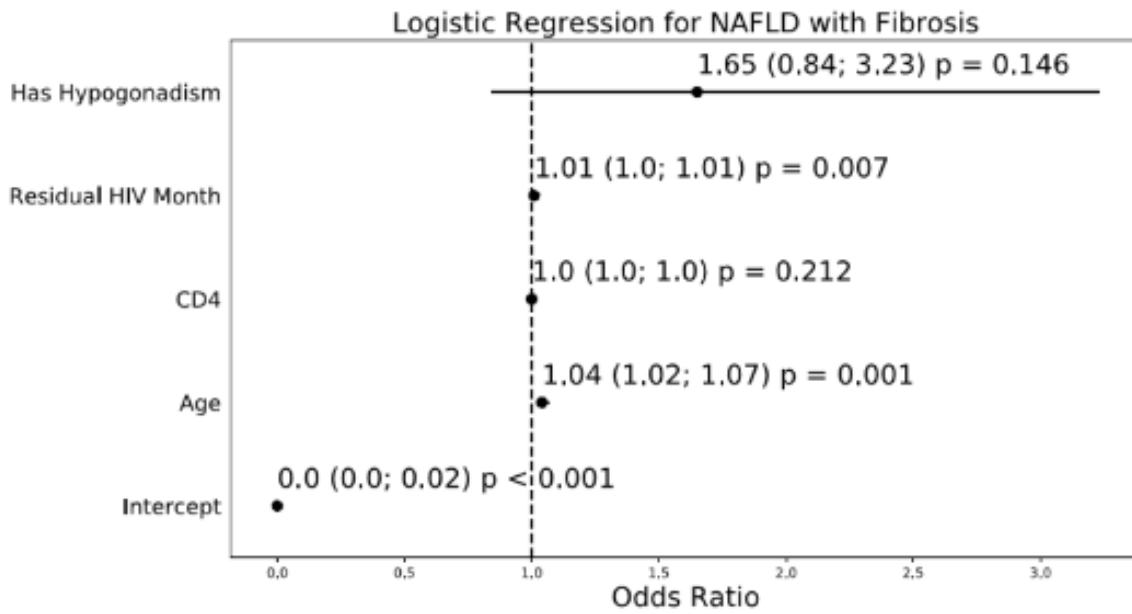 Logistic Regression for NAFLD with Fibrosis
1.65 (0.84; 3.23) p = 0.146
Has Hypogonadism
1.01 (1.0; 1.01) p = 0.007
Residual HIV Month
1.0 (1.0; 1.0) p = 0.212
CD4
1.04 (1.02; 1.07) p = 0.001
Age
0.0 (0.0; 0.02) p < 0.001
Intercept
0.0 0.5 1.0 1.5 2.0 2.5 3.0
Odds Ratio